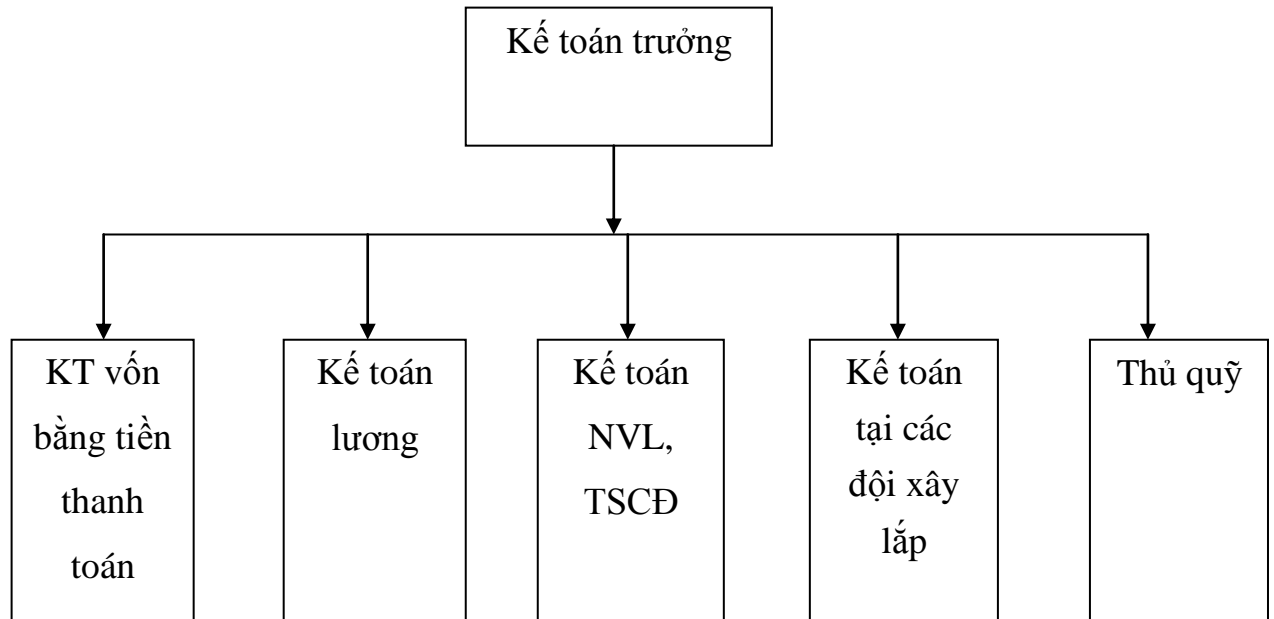 Kế toán trưởng
KT vốn
bằng tiền
thanh
toán
Kế toán
lương
Kế toán
NVL,
TSCĐ
Kế toán
tại các
đội xây
lắp
Thủ quỹ